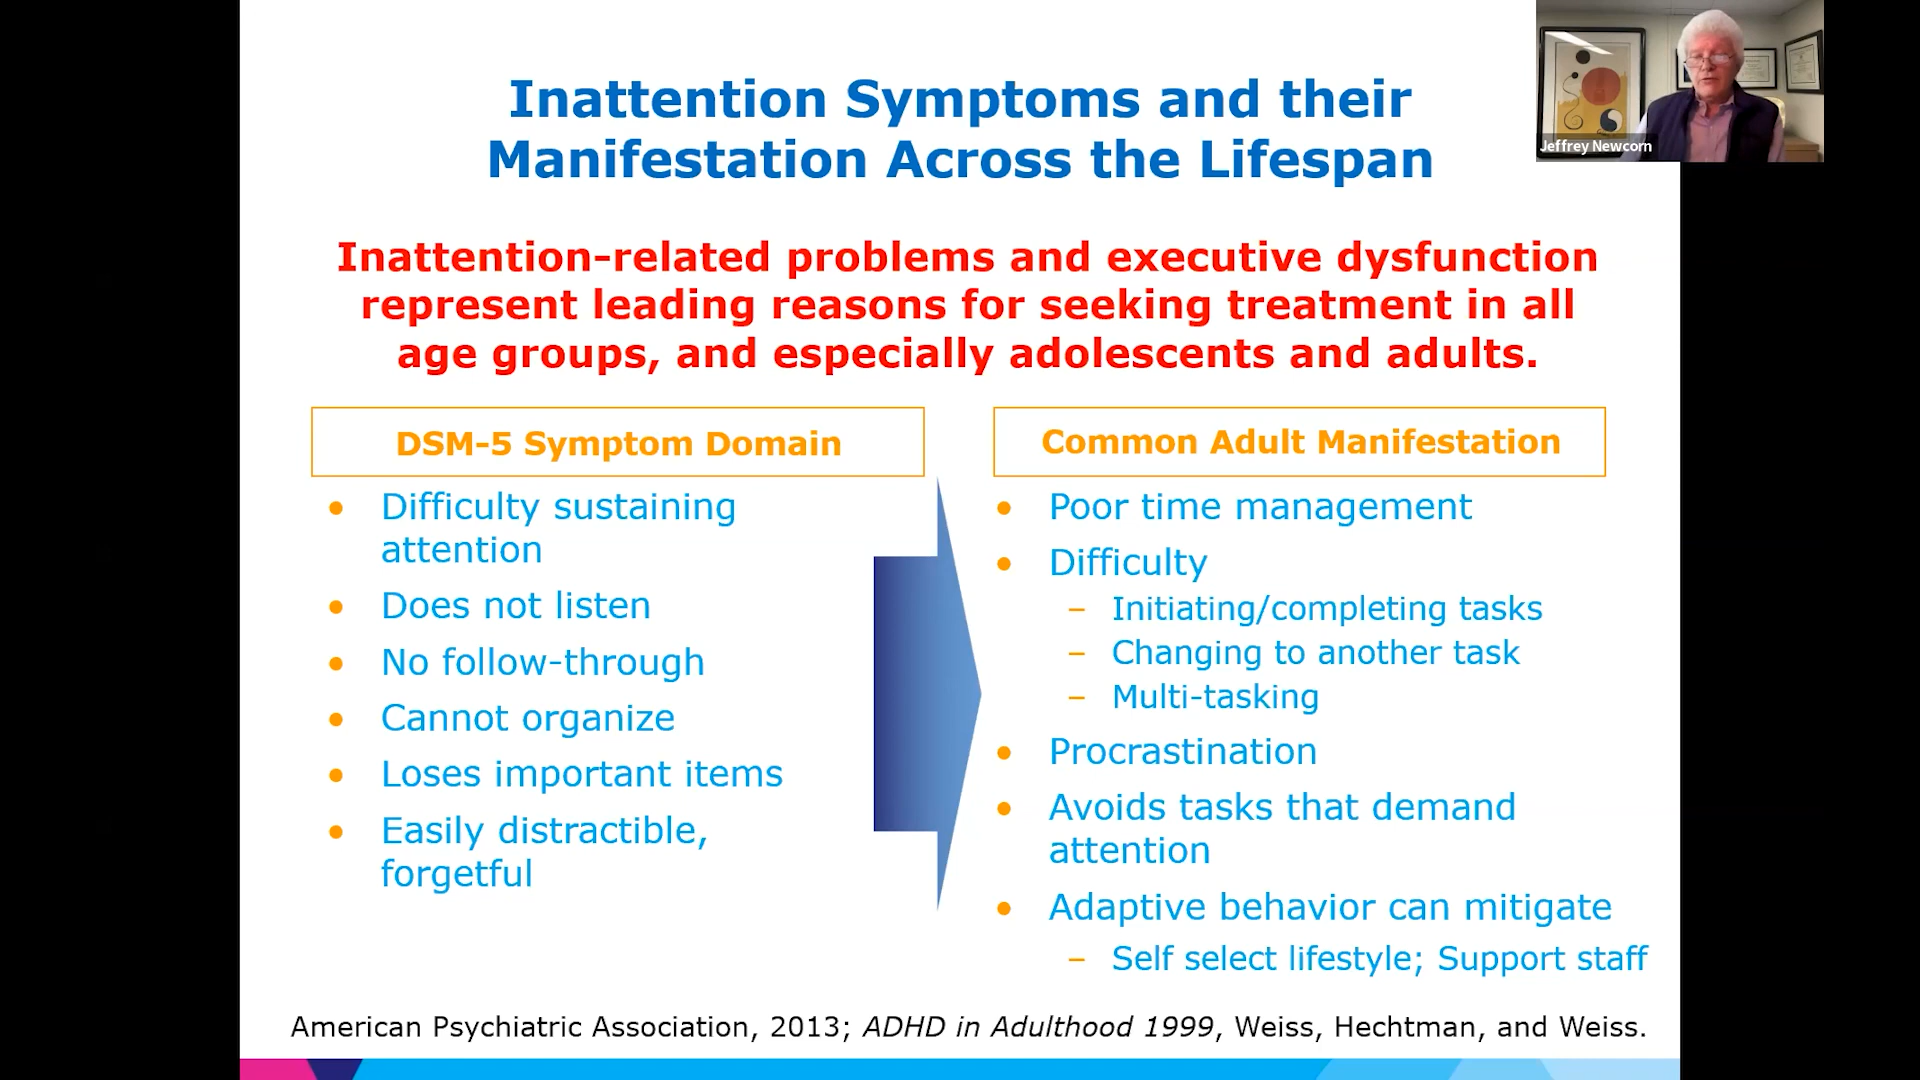 Inattention Symptoms and their
Manifestation Across the Lifespan
Jeffrey Newcorn
Inattention-related problems and executive dysfunction
represent leading reasons for seeking treatment in all
age groups, and especially adolescents and adults.
DSM-5 Symptom Domain
• Difficulty sustaining
attention
• Does not listen
• No follow-through
• Cannot organize
• Loses important items
• Easily distractible,
forgetful
Common Adult Manifestation
• Poor time management
• Difficulty
– Initiating/completing tasks
– Changing to another task
– Multi-tasking
• Procrastination
• Avoids tasks that demand
attention
• Adaptive behavior can mitigate
– Self select lifestyle; Support staff
American Psychiatric Association, 2013; ADHD in Adulthood 1999, Weiss, Hechtman, and Weiss.